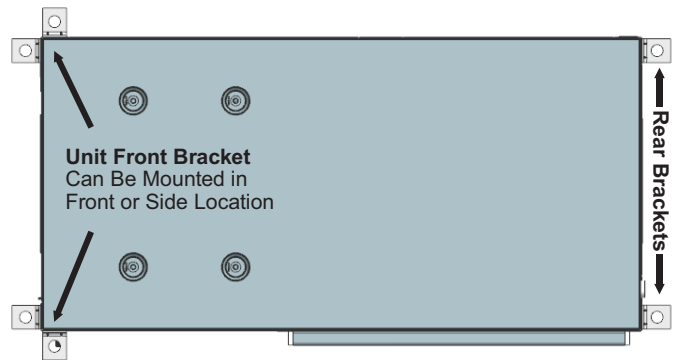 Unit Front Bracket
Can Be Mounted in
Front or Side Location
Rear Brackets